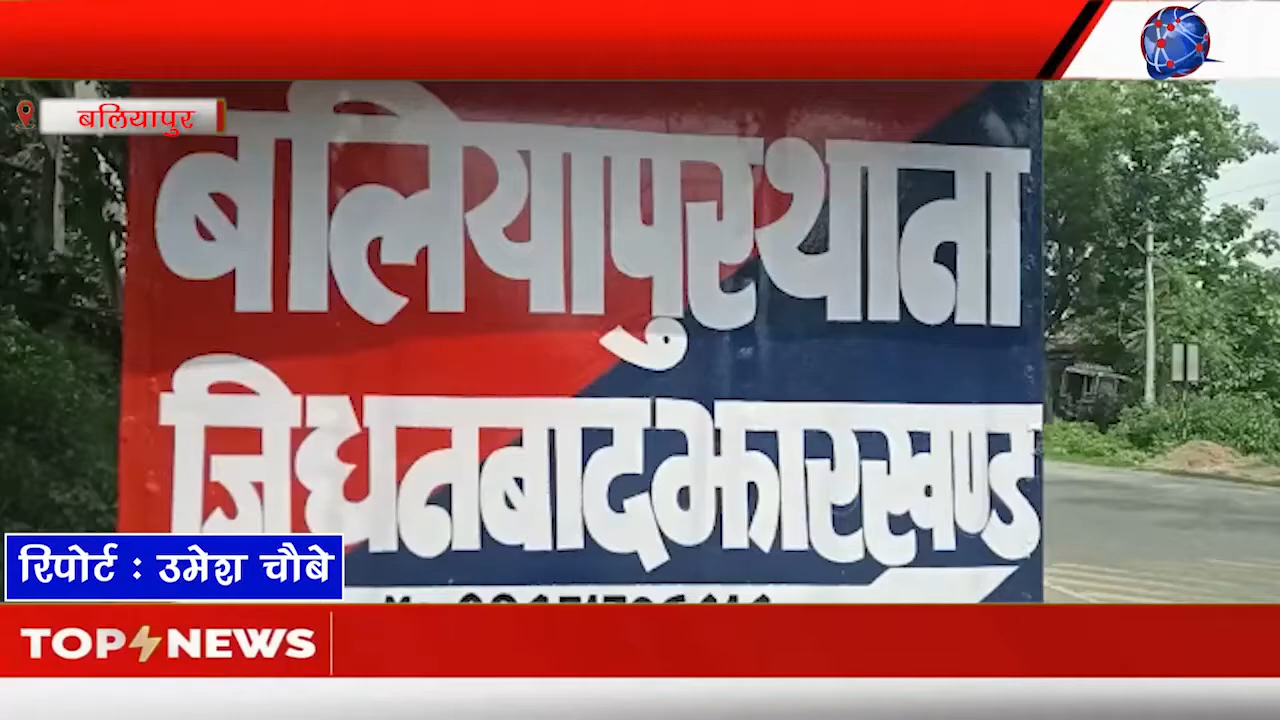 बलियापुर
बलियापुर थाना
जि धनबाद झारखण्ड
रिपोर्ट : उमेश चौबे
TOP NEWS